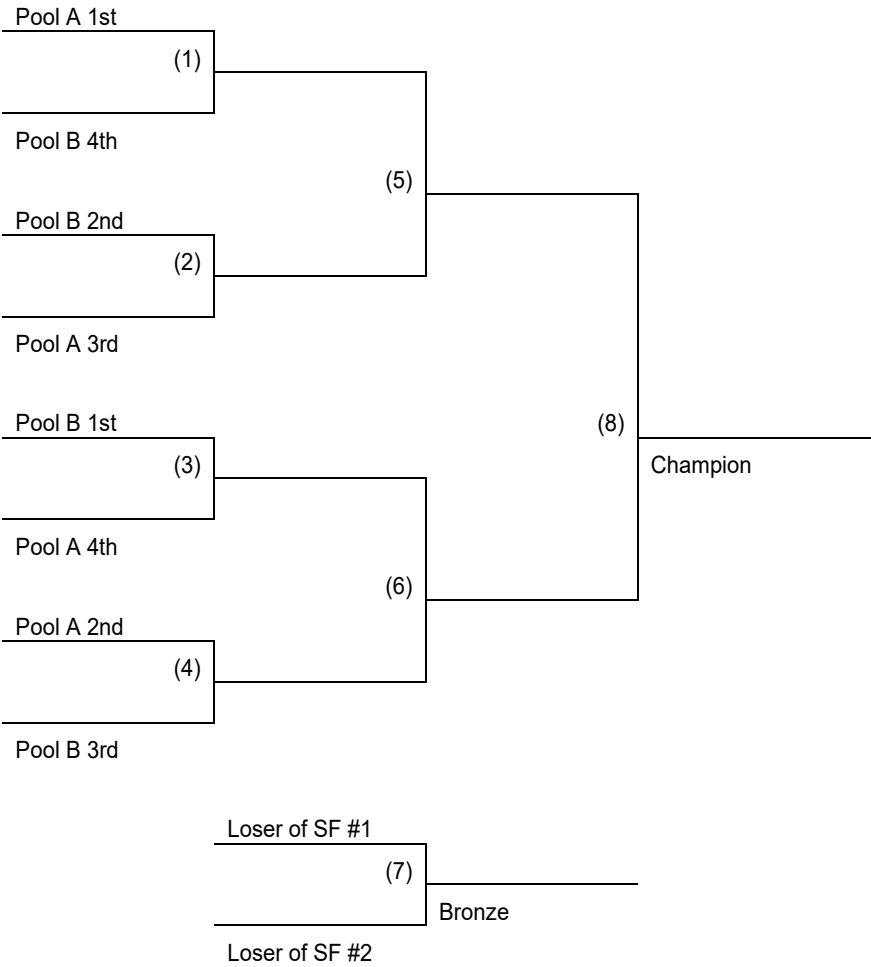 Pool A 1st
(1)
Pool B 4th
(5)
Pool B 2nd
(2)
Pool A 3rd
Pool B 1st
(8)
(3)
Champion
Pool A 4th
(6)
Pool A 2nd
(4)
Pool B 3rd
Loser of SF #1
(7)
Bronze
Loser of SF #2